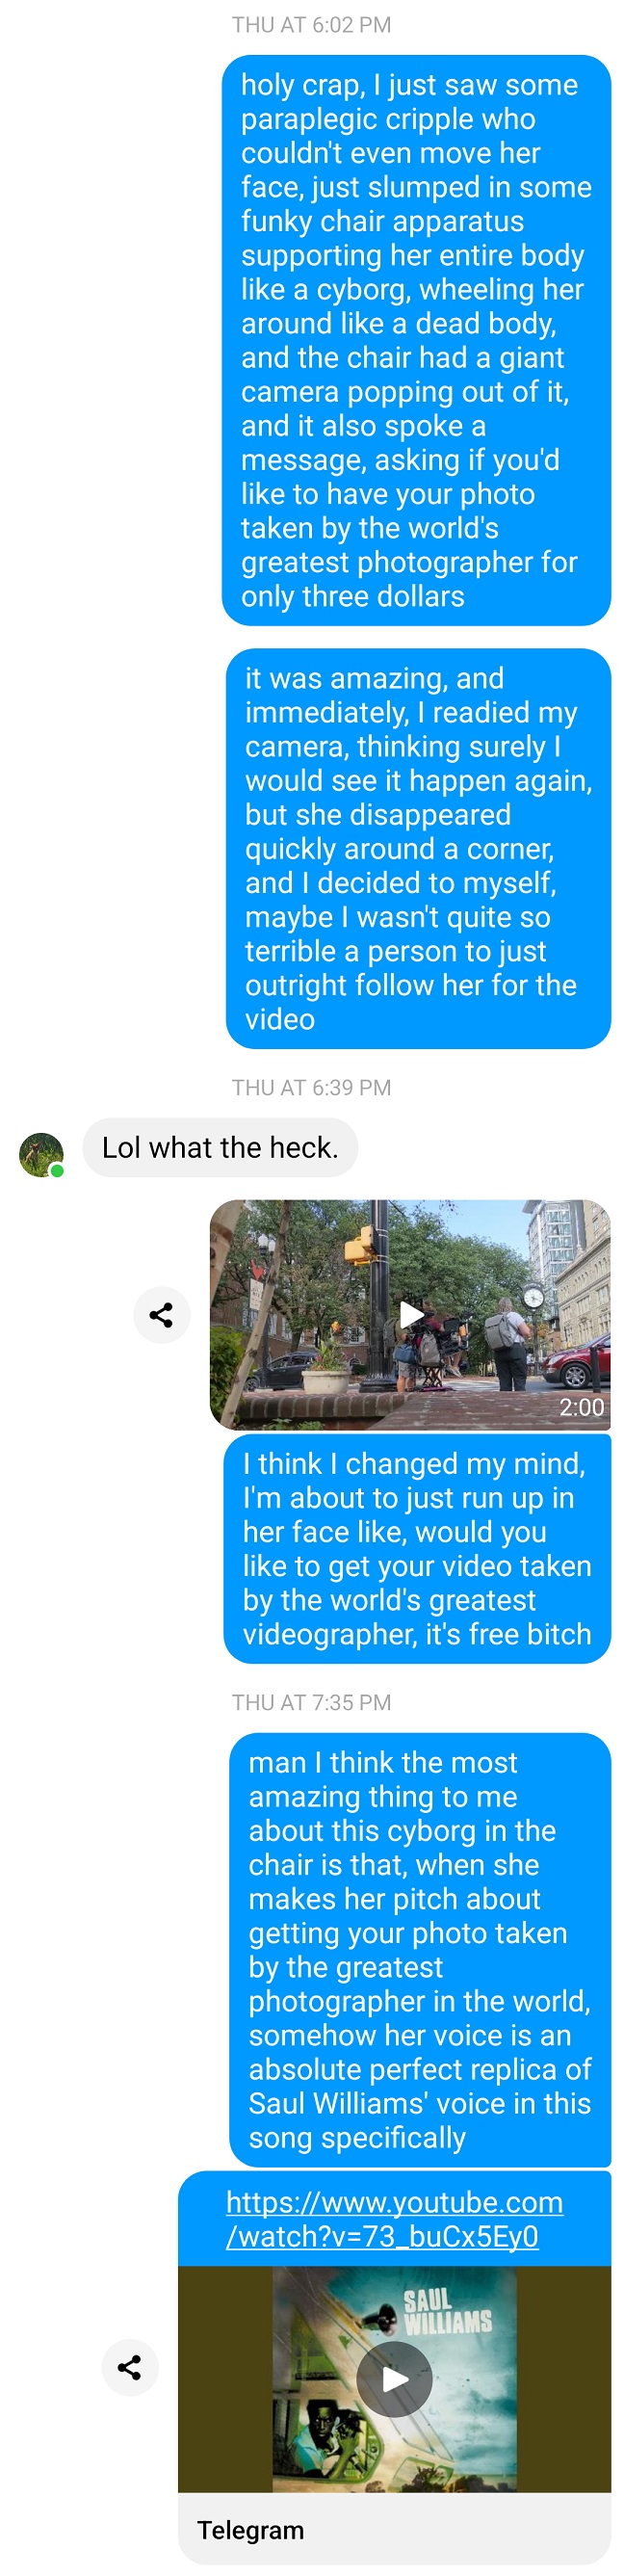 THU AT 6:02 PM
holy crap, I just saw some
paraplegic cripple who
couldn't even move her
face, just slumped in some
funky chair apparatus
supporting her entire body
like a cyborg, wheeling her
around like a dead body,
and the chair had a giant
camera popping out of it,
and it also spoke a
message, asking if you'd
like to have your photo
taken by the world's
greatest photographer for
only three dollars
it was amazing, and
immediately, I readied my
camera, thinking surely I
would see it happen again,
but she disappeared
quickly around a corner,
and I decided to myself,
maybe I wasn't quite so
terrible a person to just
outright follow her for the
video
THU AT 6:39 PM
Lol what the heck.
2:00
I think I changed my mind,
I'm about to just run up in
her face like, would you
like to get your video taken
by the world's greatest
videographer, it's free bitch
THU AT 7:35 PM
man I think the most
amazing thing to me
about this cyborg in the
chair is that, when she
makes her pitch about
getting your photo taken
by the greatest
photographer in the world,
somehow her voice is an
absolute perfect replica of
Saul Williams' voice in this
song specifically
https://www.youtube.com
/watch?v=73_buCx5Ey0
SAUL
WILLIAMS
Telegram